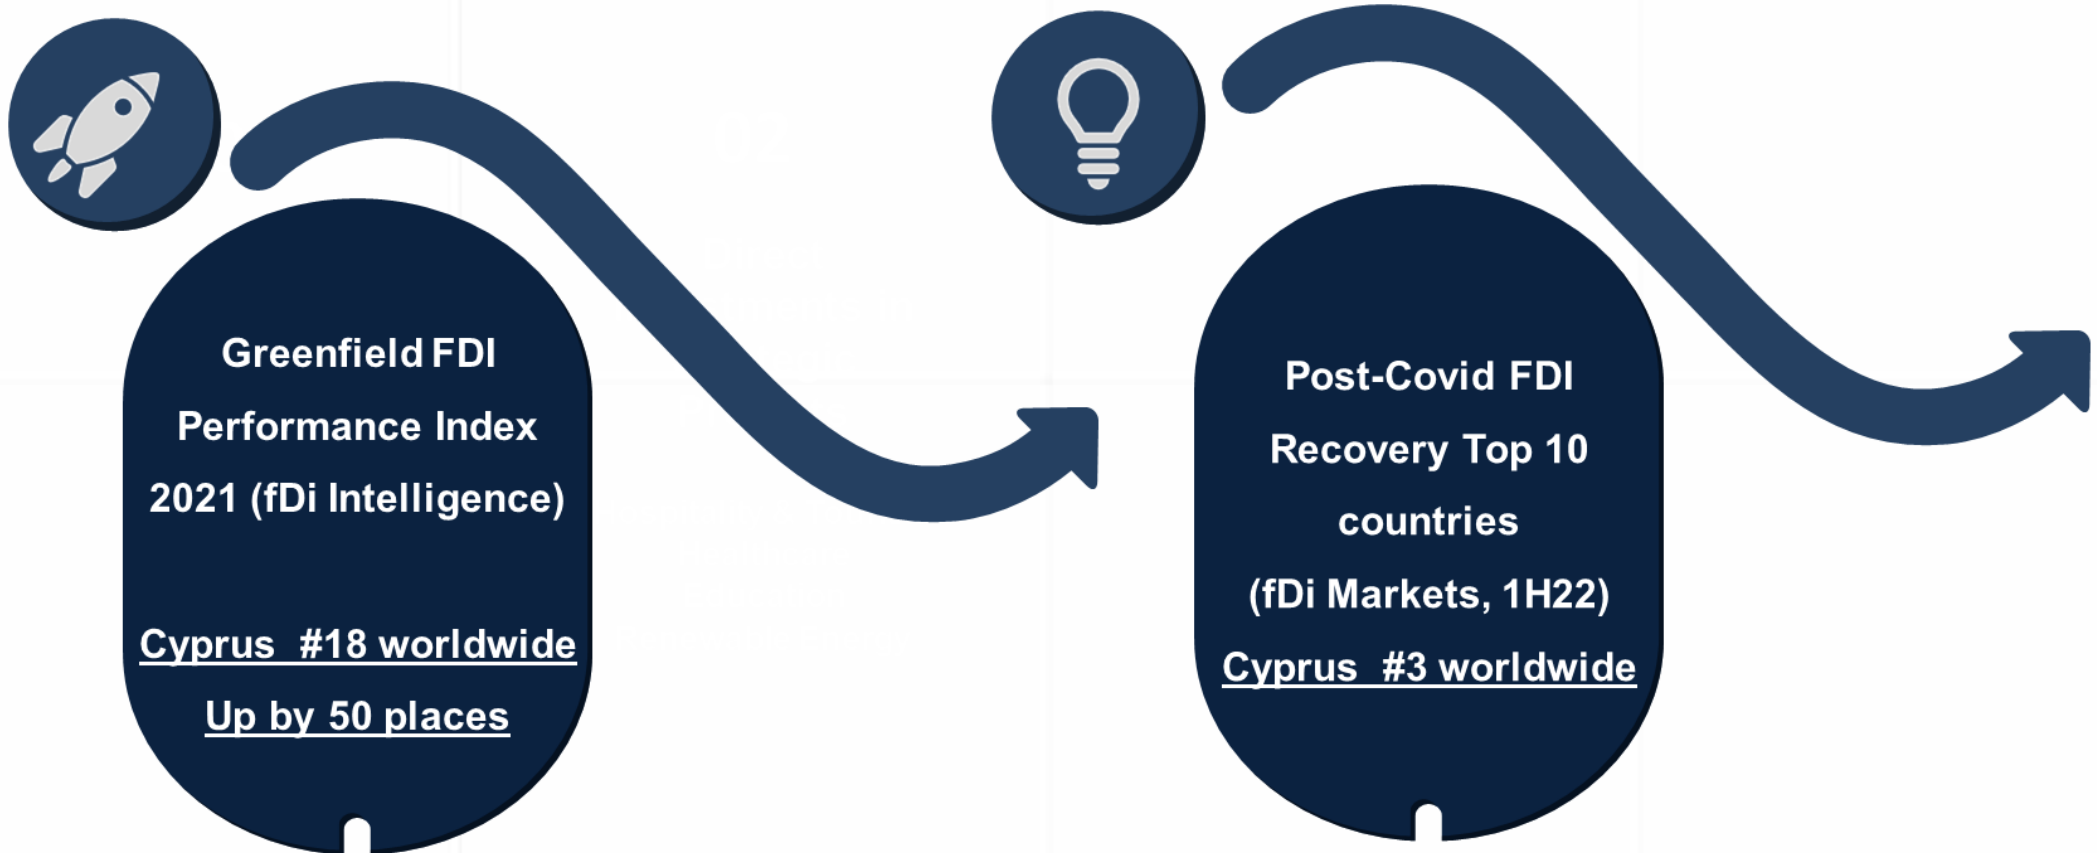 Greenfield FDI
Performance Index
2021 (fDi Intelligence)
Cyprus #18 worldwide
Up by 50 places
Post-Covid FDI
Recovery Top 10
countries
(fDi Markets, 1H22)
Cyprus #3 worldwide